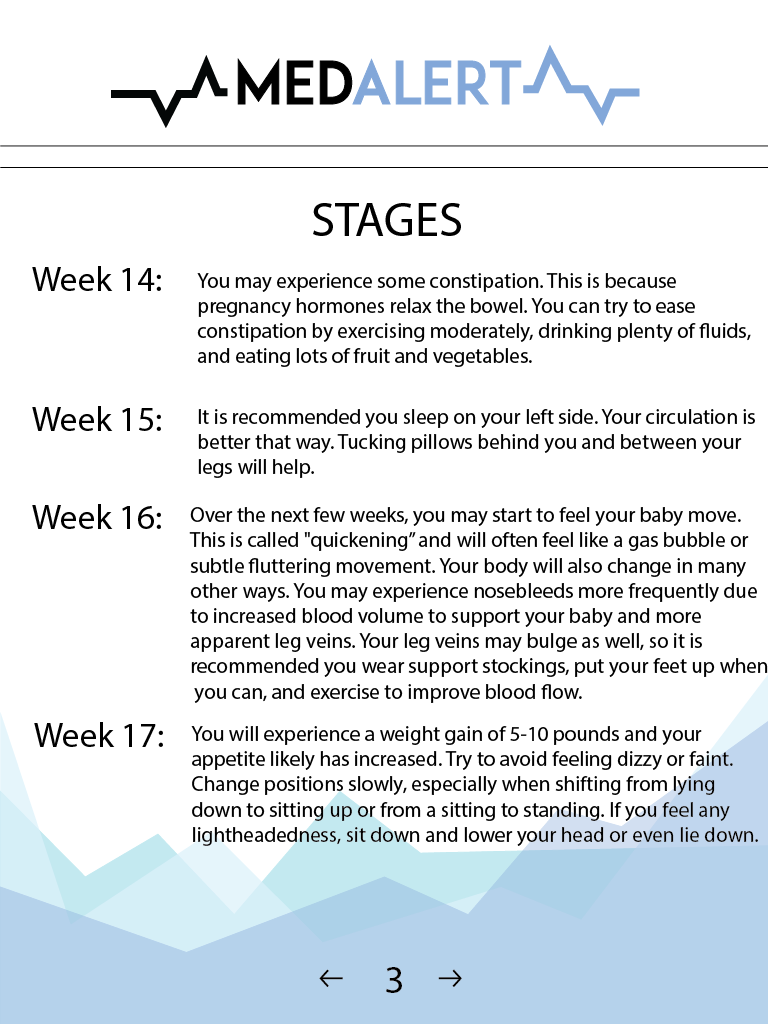 MEDALERT
STAGES
Week 14:
You may experience some constipation. This is because
pregnancy hormones relax the bowel. You can try to ease
constipation by exercising moderately, drinking plenty of fluids,
and eating lots of fruit and vegetables.
Week 15:
It is recommended you sleep on your left side. Your circulation is
better that way. Tucking pillows behind you and between your
legs will help.
Week 16:
Over the next few weeks, you may start to feel your baby move.
This is called "quickening” and will often feel like a gas bubble or
subtle fluttering movement. Your body will also change in many
other ways. You may experience nosebleeds more frequently due
to increased blood volume to support your baby and more
apparent leg veins. Your leg veins may bulge as well, so it is
recommended you wear support stockings, put your feet up when
you can, and exercise to improve blood flow.
Week 17:
You will experience a weight gain of 5-10 pounds and your
appetite likely has increased. Try to avoid feeling dizzy or faint.
Change positions slowly, especially when shifting from lying
down to sitting up or from a sitting to standing. If you feel any
lightheadedness, sit down and lower your head or even lie down.
← 3 →